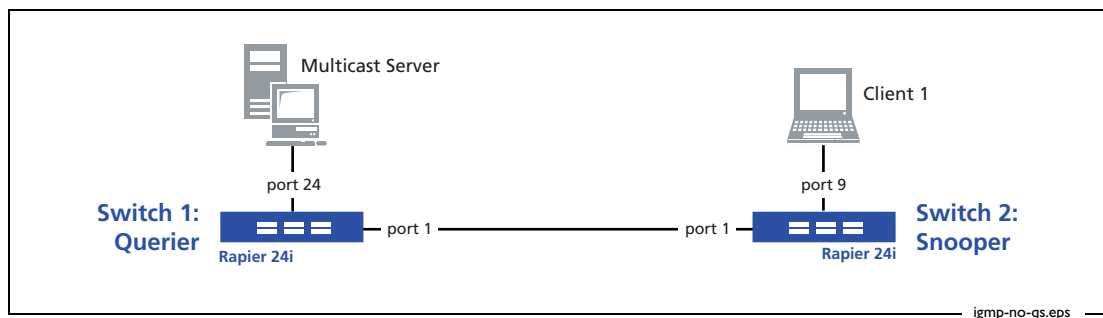 Multicast Server
Client 1
port 24
port 9
Switch 1:
Querier
port 1
port 1
Switch 2:
Snooper
Rapier 24i
Rapier 24i
igmp-no-qs.eps